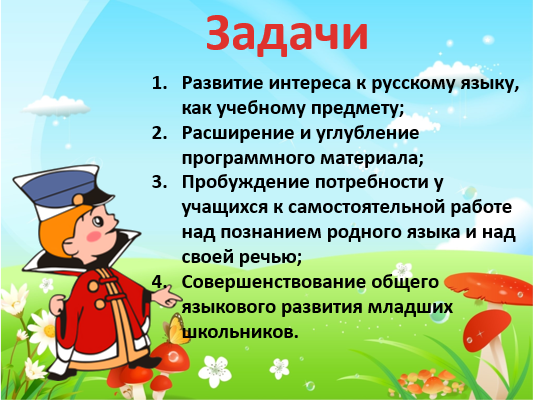 Задачи
1. Развитие интереса к русскому языку,
как учебному предмету;
2. Расширение и углубление
программного материала;
3. Пробуждение потребности у
учащихся к самостоятельной работе
над познанием родного языка и над
своей речью;
4. Совершенствование общего
языкового развития младших
школьников.